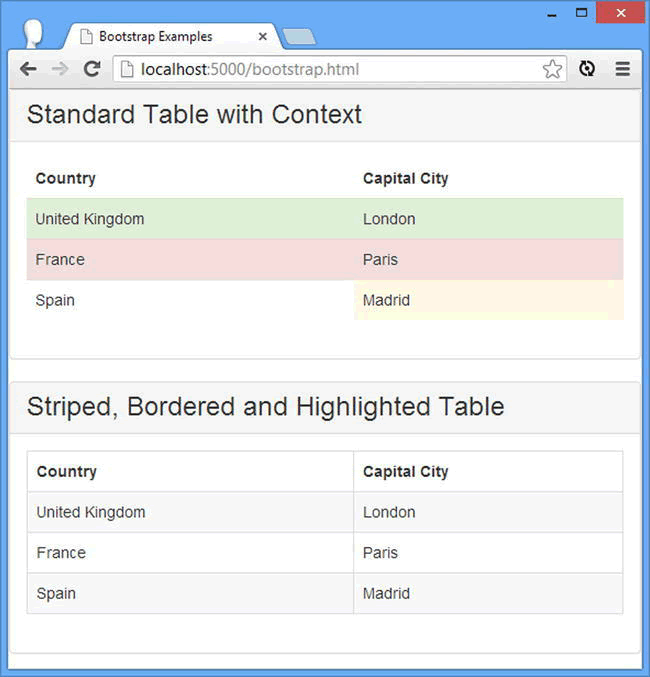 Bootstrap Examples
localhost:5000/bootstrap.html
Standard Table with Context
Country Capital City
United Kingdom London
France Paris
Spain Madrid
Striped, Bordered and Highlighted Table
Country Capital City
United Kingdom London
France Paris
Spain Madrid